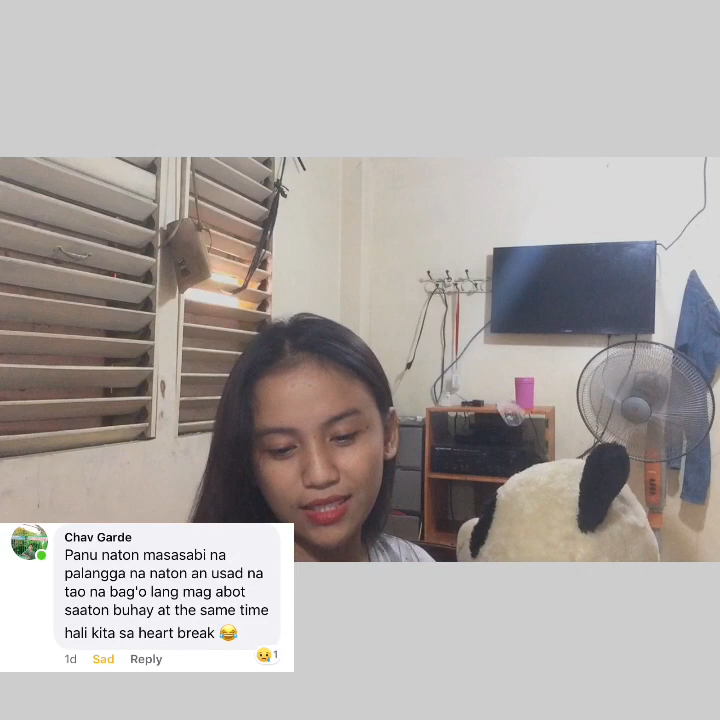 Chav Garde
Panu naton masasabi na
palangga na naton an usad na
tao na bag'o lang mag abot
saaton buhay at the same time
hali kita sa heart break 😂
1d Sad Reply 😢 1